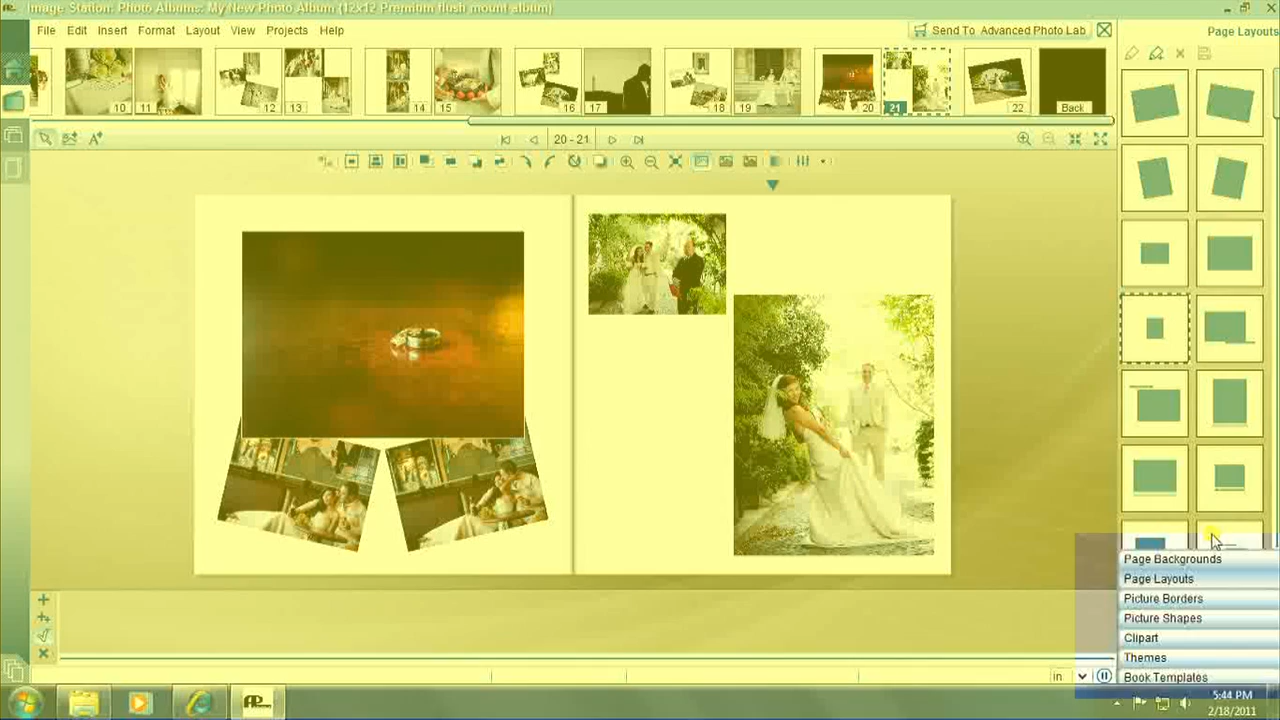 Image Station: Photo Albums: My New Photo Album (12x12 Premium flush mount album)
File Edit Insert Format Layout View Projects Help
Send To Advanced Photo Lab
Page Layouts
10 11 12 13 14 15 16 17 18 19 20 21 22 Back
20 - 21
Page Backgrounds
Page Layouts
Picture Borders
Picture Shapes
Clipart
Themes
Book Templates
in
5:44 PM
2/18/2011